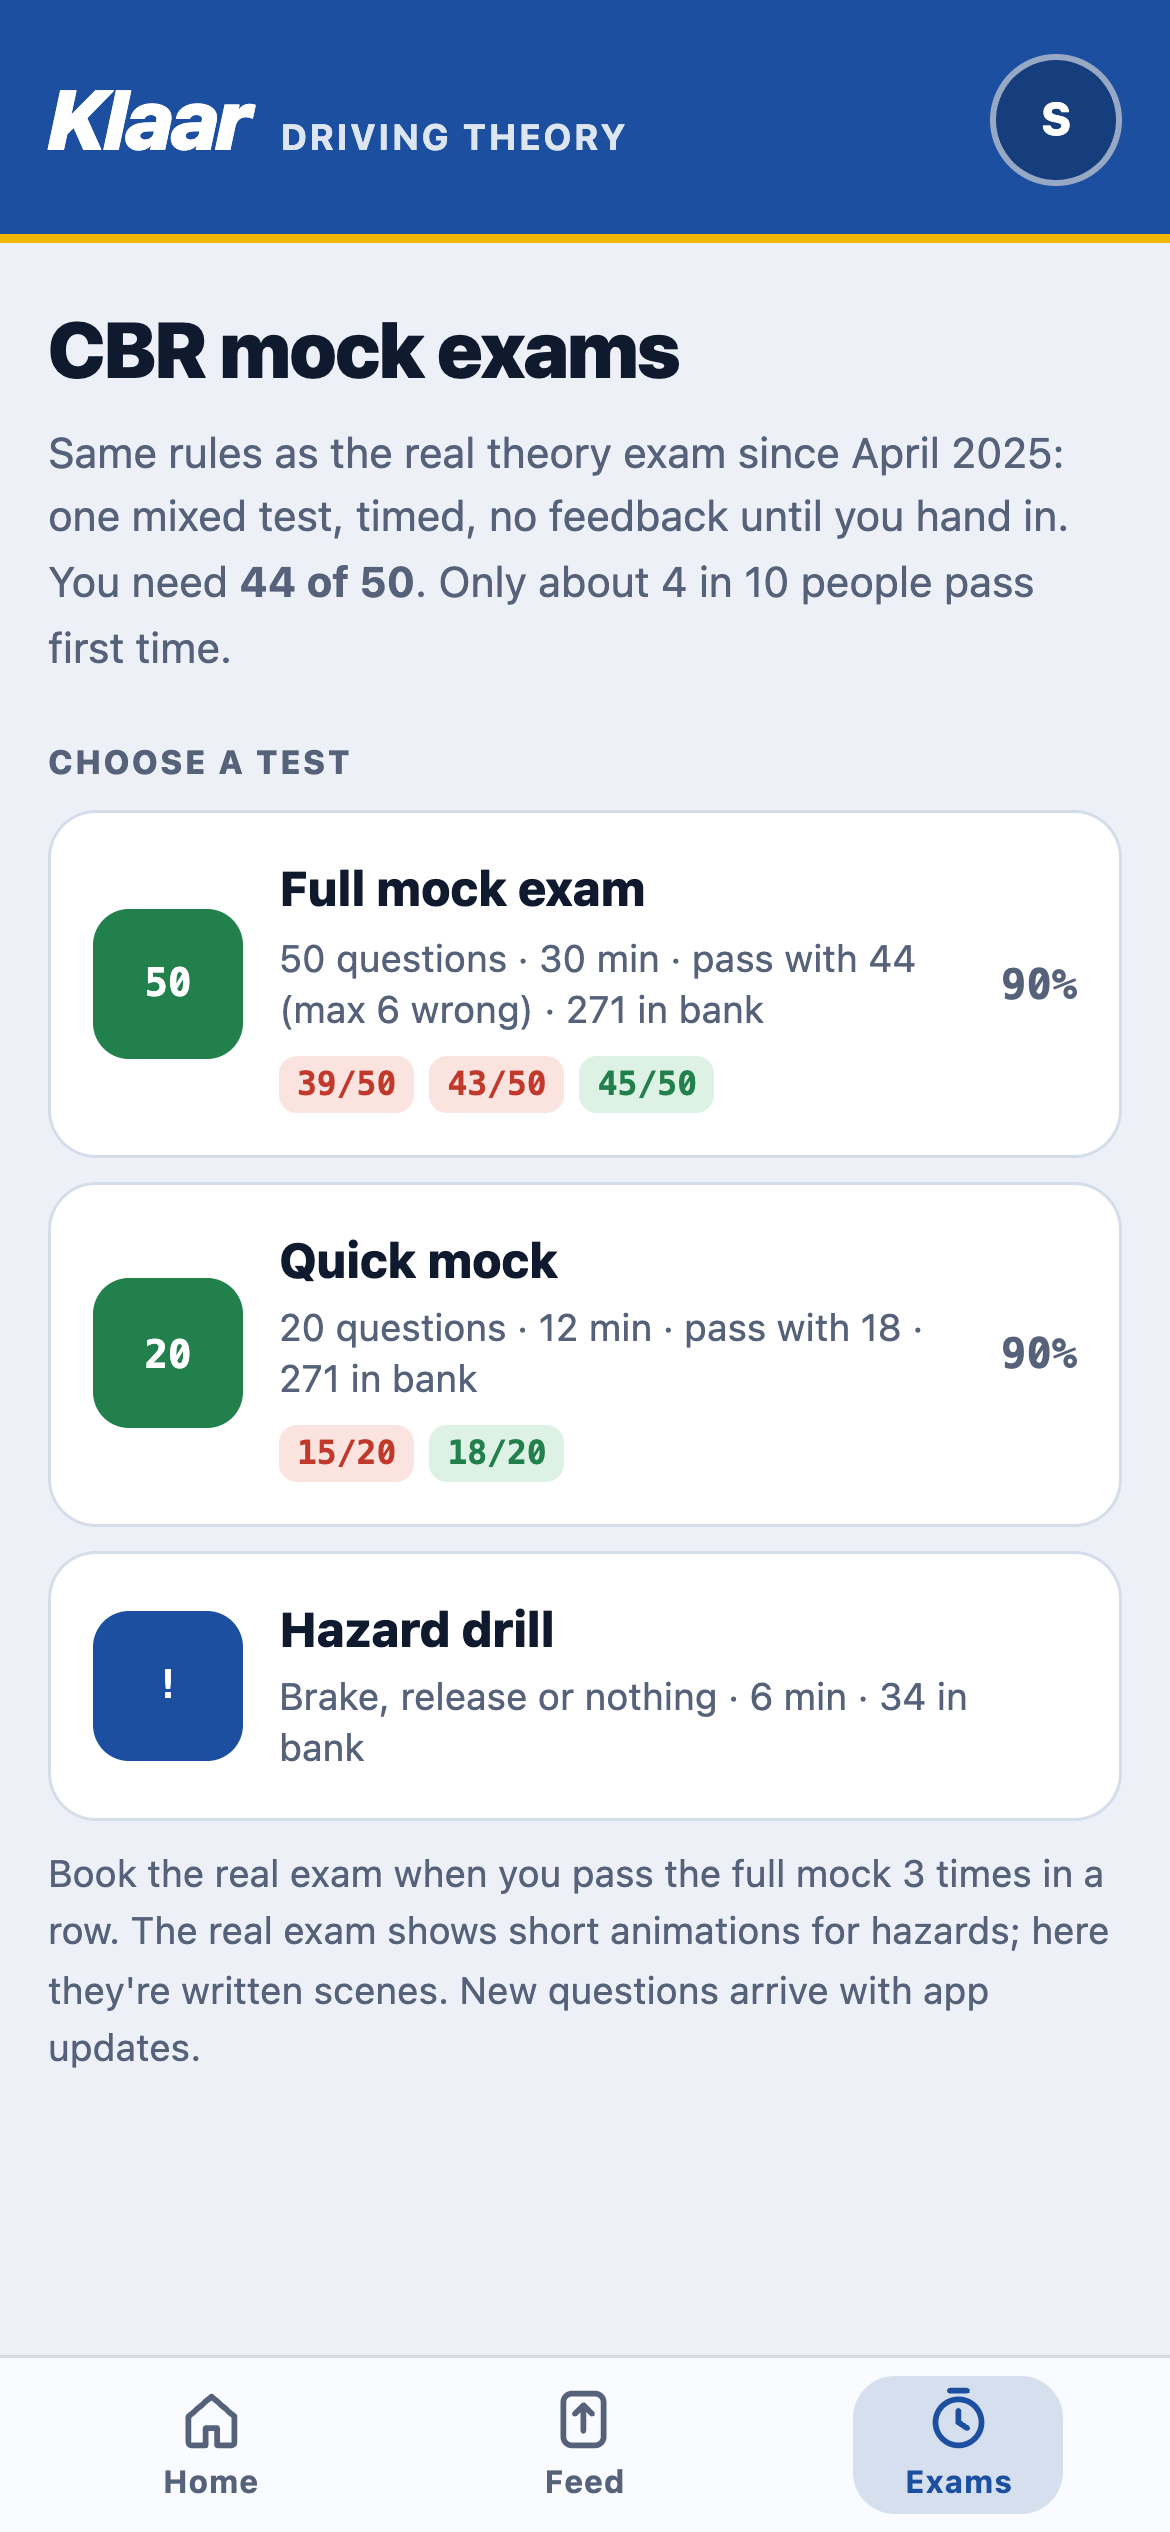 Klaar DRIVING THEORY
S
CBR mock exams
Same rules as the real theory exam since April 2025:
one mixed test, timed, no feedback until you hand in.
You need 44 of 50. Only about 4 in 10 people pass
first time.
CHOOSE A TEST
50
Full mock exam
50 questions · 30 min · pass with 44
(max 6 wrong) · 271 in bank
39/50 43/50 45/50
90%
20
Quick mock
20 questions · 12 min · pass with 18 ·
271 in bank
15/20 18/20
90%
!
Hazard drill
Brake, release or nothing · 6 min · 34 in
bank
Book the real exam when you pass the full mock 3 times in a
row. The real exam shows short animations for hazards; here
they're written scenes. New questions arrive with app
updates.
Home Feed Exams